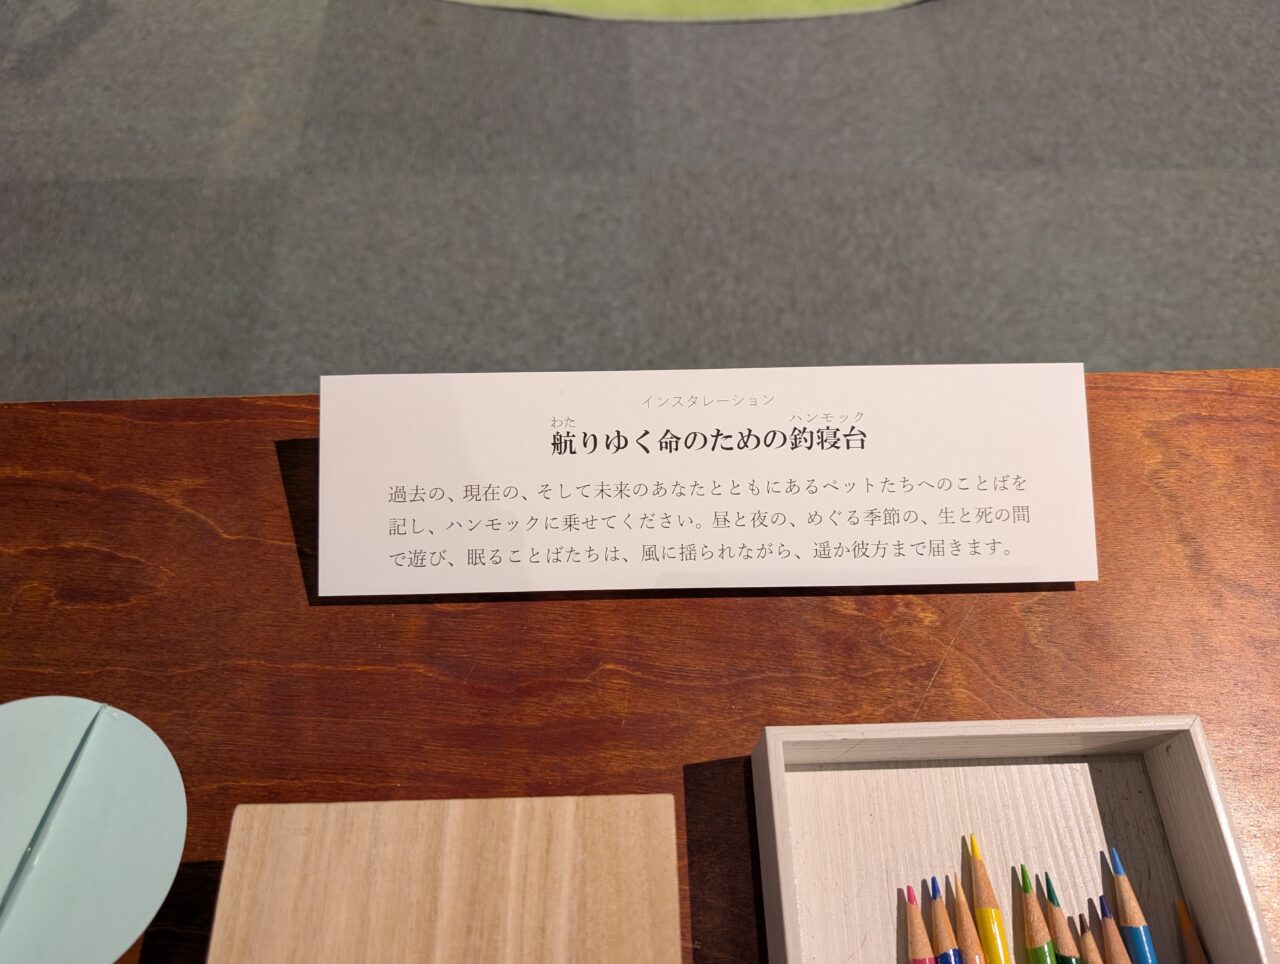 インスタレーション
航りゆく命のための釣寝台
わた
ハンモック
過去の、現在の、そして未来のあなたとともにあるペットたちへのことばを
記し、ハンモックに乗せてください。昼と夜の、めぐる季節の、生と死の間
で遊び、眠ることばたちは、風に揺られながら、遥か彼方まで届きます。